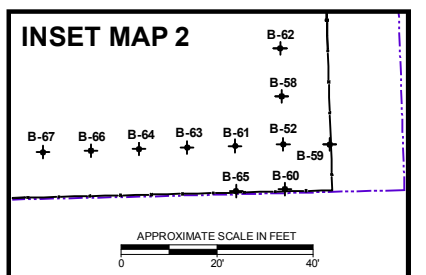 INSET MAP 2
B-62
B-58
B-67 B-66 B-64 B-63 B-61 B-52
B-59
B-65 B-60
APPROXIMATE SCALE IN FEET
0 20' 40'